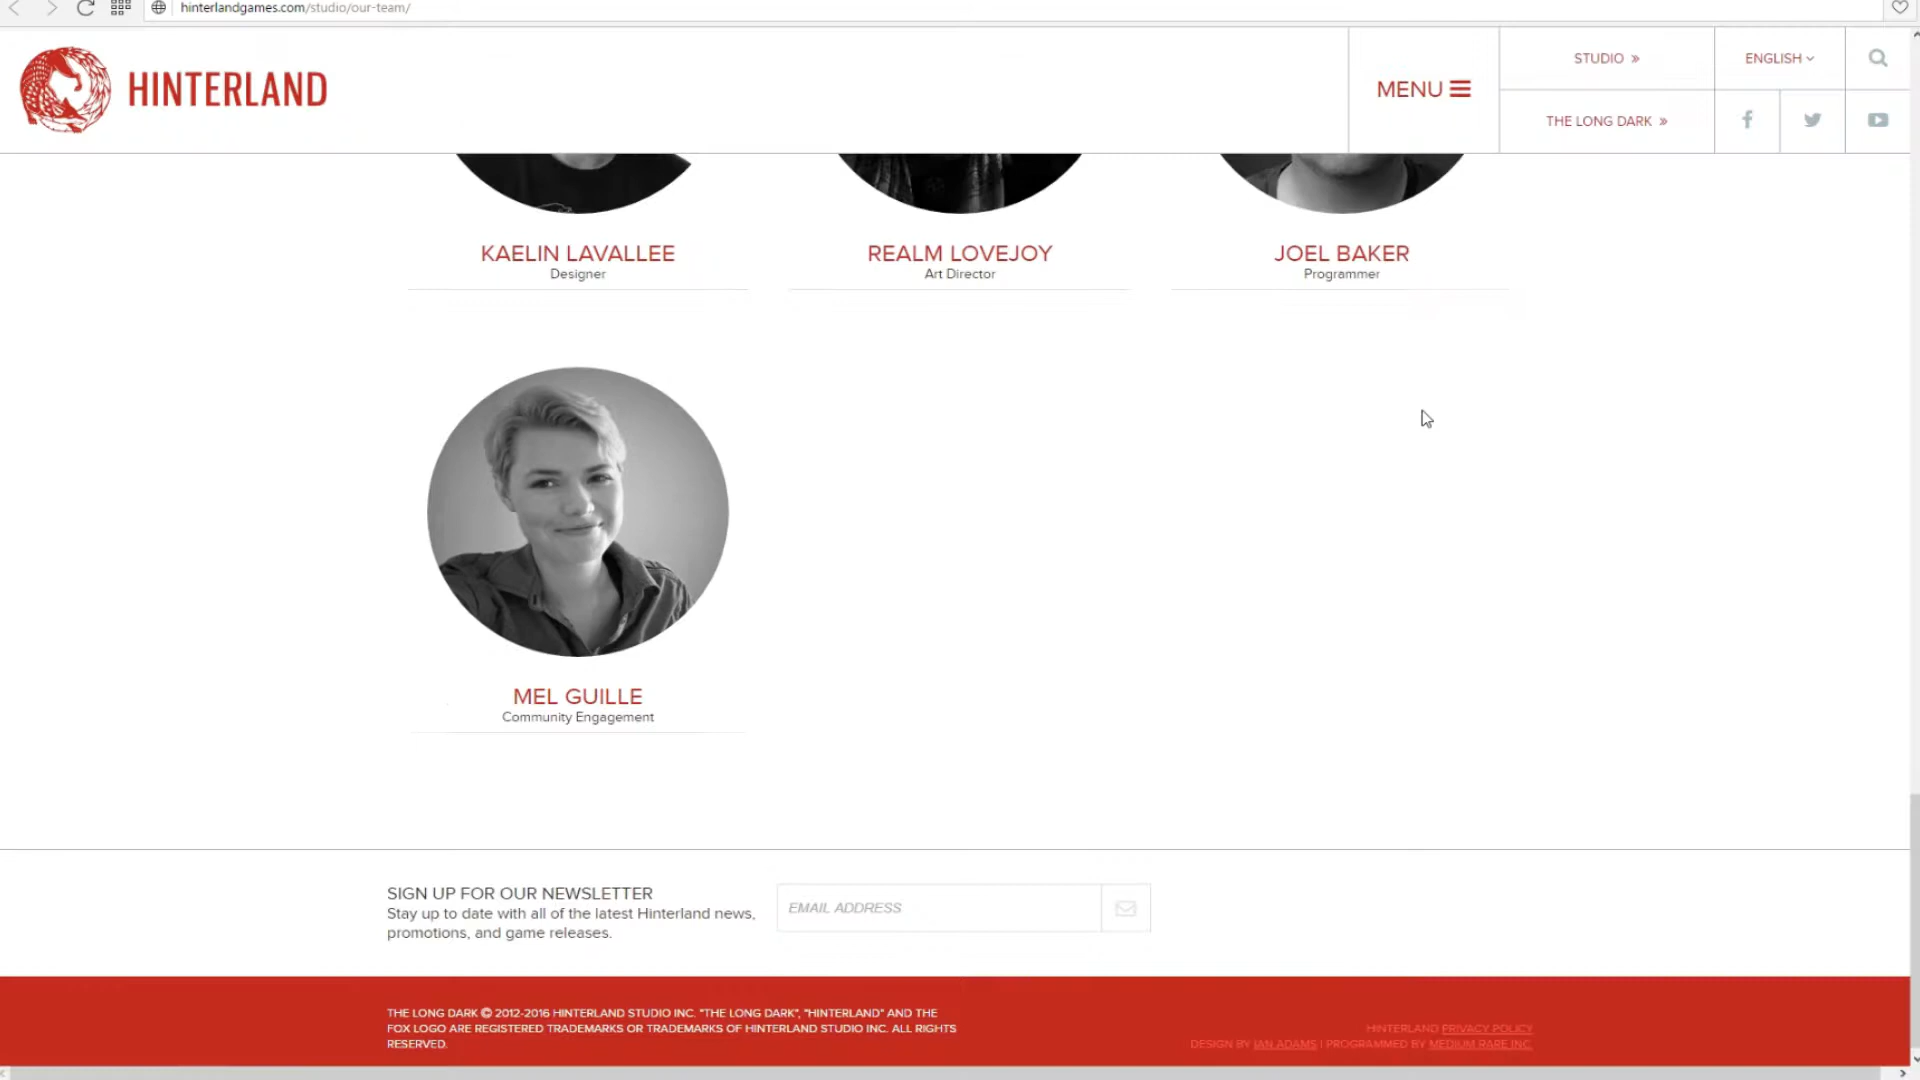 hinterlandgames.com/studio/our-team/
HINTERLAND
MENU
STUDIO »
ENGLISH
THE LONG DARK »
KAELIN LAVALLEE
Designer
REALM LOVEJOY
Art Director
JOEL BAKER
Programmer
MEL GUILLE
Community Engagement
SIGN UP FOR OUR NEWSLETTER
Stay up to date with all of the latest Hinterland news,
promotions, and game releases.
EMAIL ADDRESS
THE LONG DARK © 2012-2016 HINTERLAND STUDIO INC. "THE LONG DARK", "HINTERLAND" AND THE
FOX LOGO ARE REGISTERED TRADEMARKS OR TRADEMARKS OF HINTERLAND STUDIO INC. ALL RIGHTS
RESERVED.
HINTERLAND PRIVACY POLICY
DESIGN BY IAN ADAMS | PROGRAMMED BY MEDIUM RARE INC.